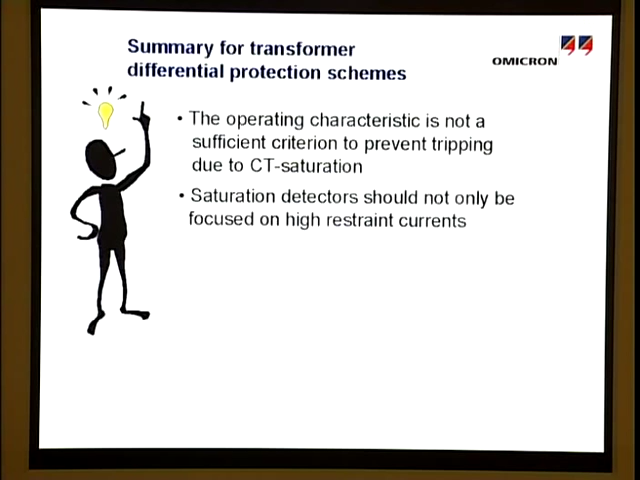 Summary for transformer
differential protection schemes
OMICRON
• The operating characteristic is not a
sufficient criterion to prevent tripping
due to CT-saturation
• Saturation detectors should not only be
focused on high restraint currents